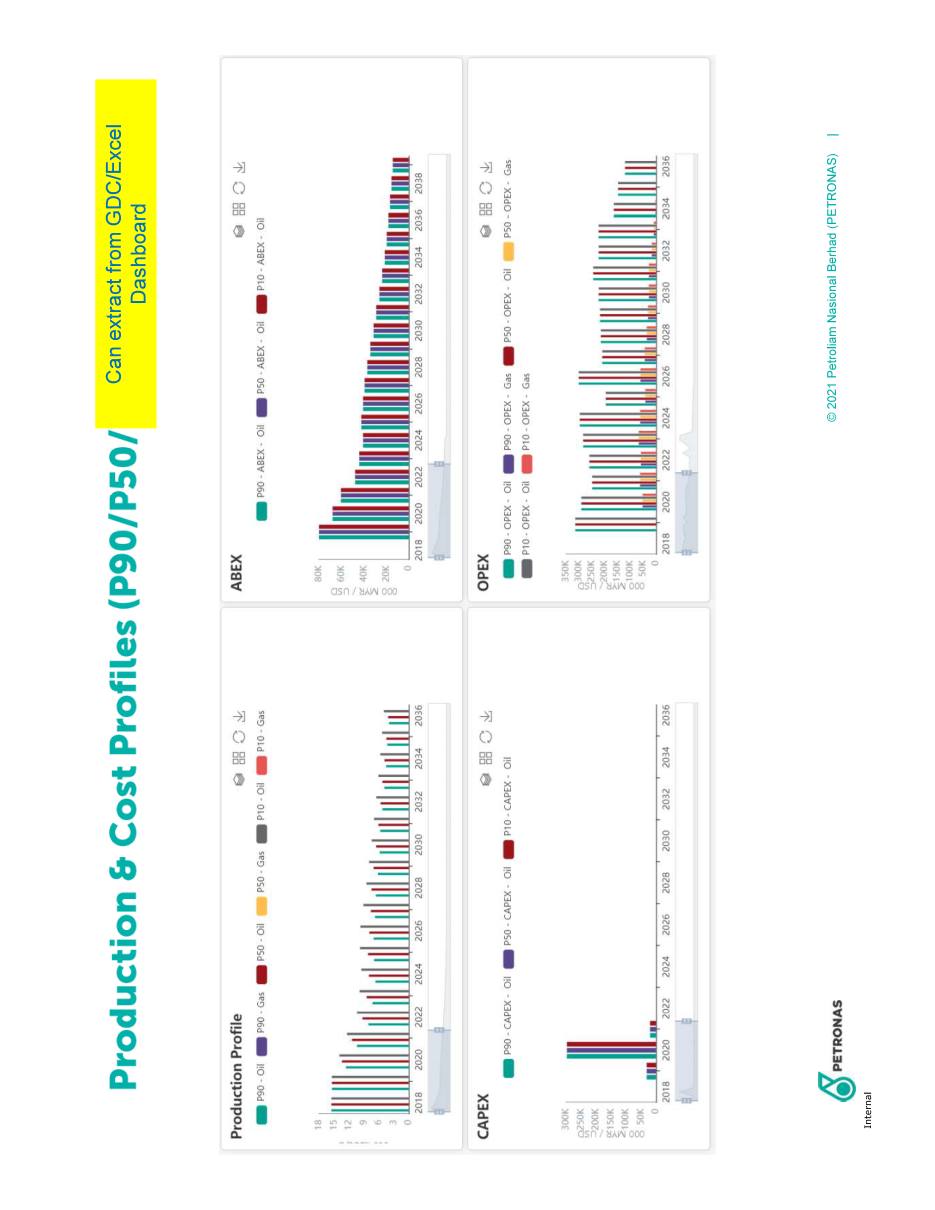 Production & Cost Profiles (P90/P50/
Can extract from GDC/Excel
Dashboard
Production Profile
P90 - Oil P90 - Gas P50 - Oil P50 - Gas P10 - Oil P10 - Gas
18
15
12
9
6
3
0
2018 2020 2022 2024 2026 2028 2030 2032 2034 2036
ABEX
P90 - ABEX - Oil P50 - ABEX - Oil P10 - ABEX - Oil
000 MYR / USD
80K
60K
40K
20K
0
2018 2020 2022 2024 2026 2028 2030 2032 2034 2036 2038
CAPEX
P90 - CAPEX - Oil P50 - CAPEX - Oil P10 - CAPEX - Oil
000 MYR / USD
300K
250K
200K
150K
100K
50K
0
2018 2020 2022 2024 2026 2028 2030 2032 2034 2036
OPEX
P90 - OPEX - Oil P90 - OPEX - Gas P50 - OPEX - Oil P50 - OPEX - Gas
P10 - OPEX - Oil P10 - OPEX - Gas
000 MYR / USD
350K
300K
250K
200K
150K
100K
50K
0
2018 2020 2022 2024 2026 2028 2030 2032 2034 2036
PETRONAS
© 2021 Petroliam Nasional Berhad (PETRONAS) |
Internal